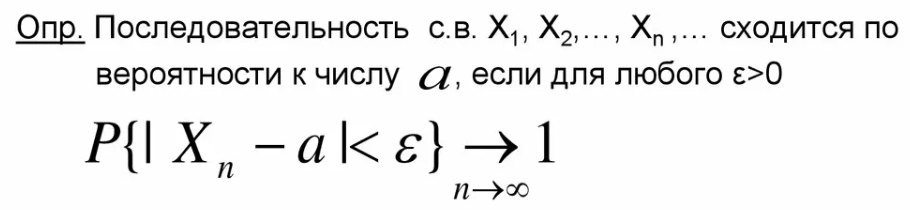 Опр. Последовательность с.в. X₁, X₂,…, Xₙ ,… сходится по
вероятности к числу a, если для любого ε>0
P{| Xₙ − a |< ε} → 1
n→∞